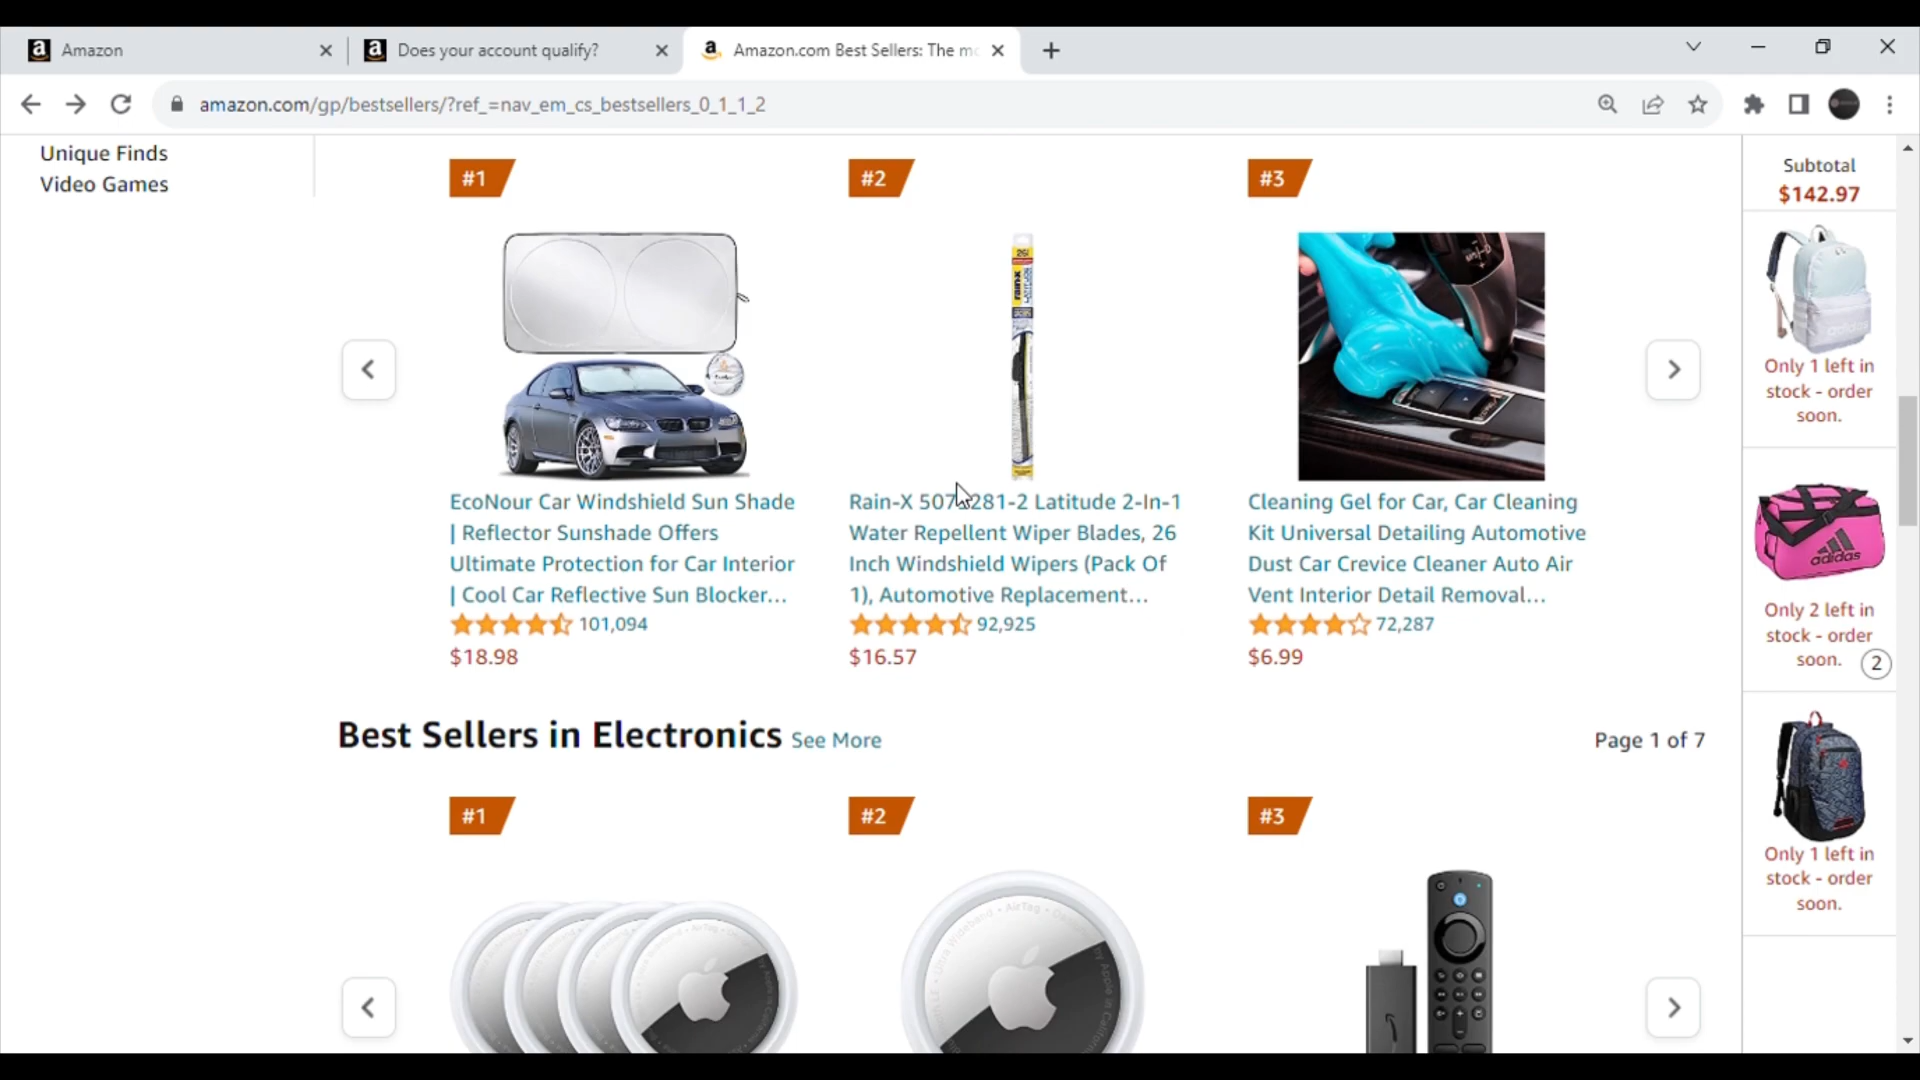 Amazon
Does your account qualify?
Amazon.com Best Sellers: The mo
amazon.com/gp/bestsellers/?ref_=nav_em_cs_bestsellers_0_1_1_2
Unique Finds
Video Games
#1
#2
#3
EcoNour Car Windshield Sun Shade
| Reflector Sunshade Offers
Ultimate Protection for Car Interior
| Cool Car Reflective Sun Blocker...
101,094
$18.98
Rain-X 281-2 Latitude 2-In-1
Water Repellent Wiper Blades, 26
Inch Windshield Wipers (Pack Of
1), Automotive Replacement...
92,925
$16.57
Cleaning Gel for Car, Car Cleaning
Kit Universal Detailing Automotive
Dust Car Crevice Cleaner Auto Air
Vent Interior Detail Removal...
72,287
$6.99
Best Sellers in Electronics See More
Page 1 of 7
#1
#2
#3
AirTag
Subtotal
$142.97
adidas
Only 1 left in
stock - order
soon.
adidas
Only 2 left in
stock - order
soon.
2
Only 1 left in
stock - order
soon.